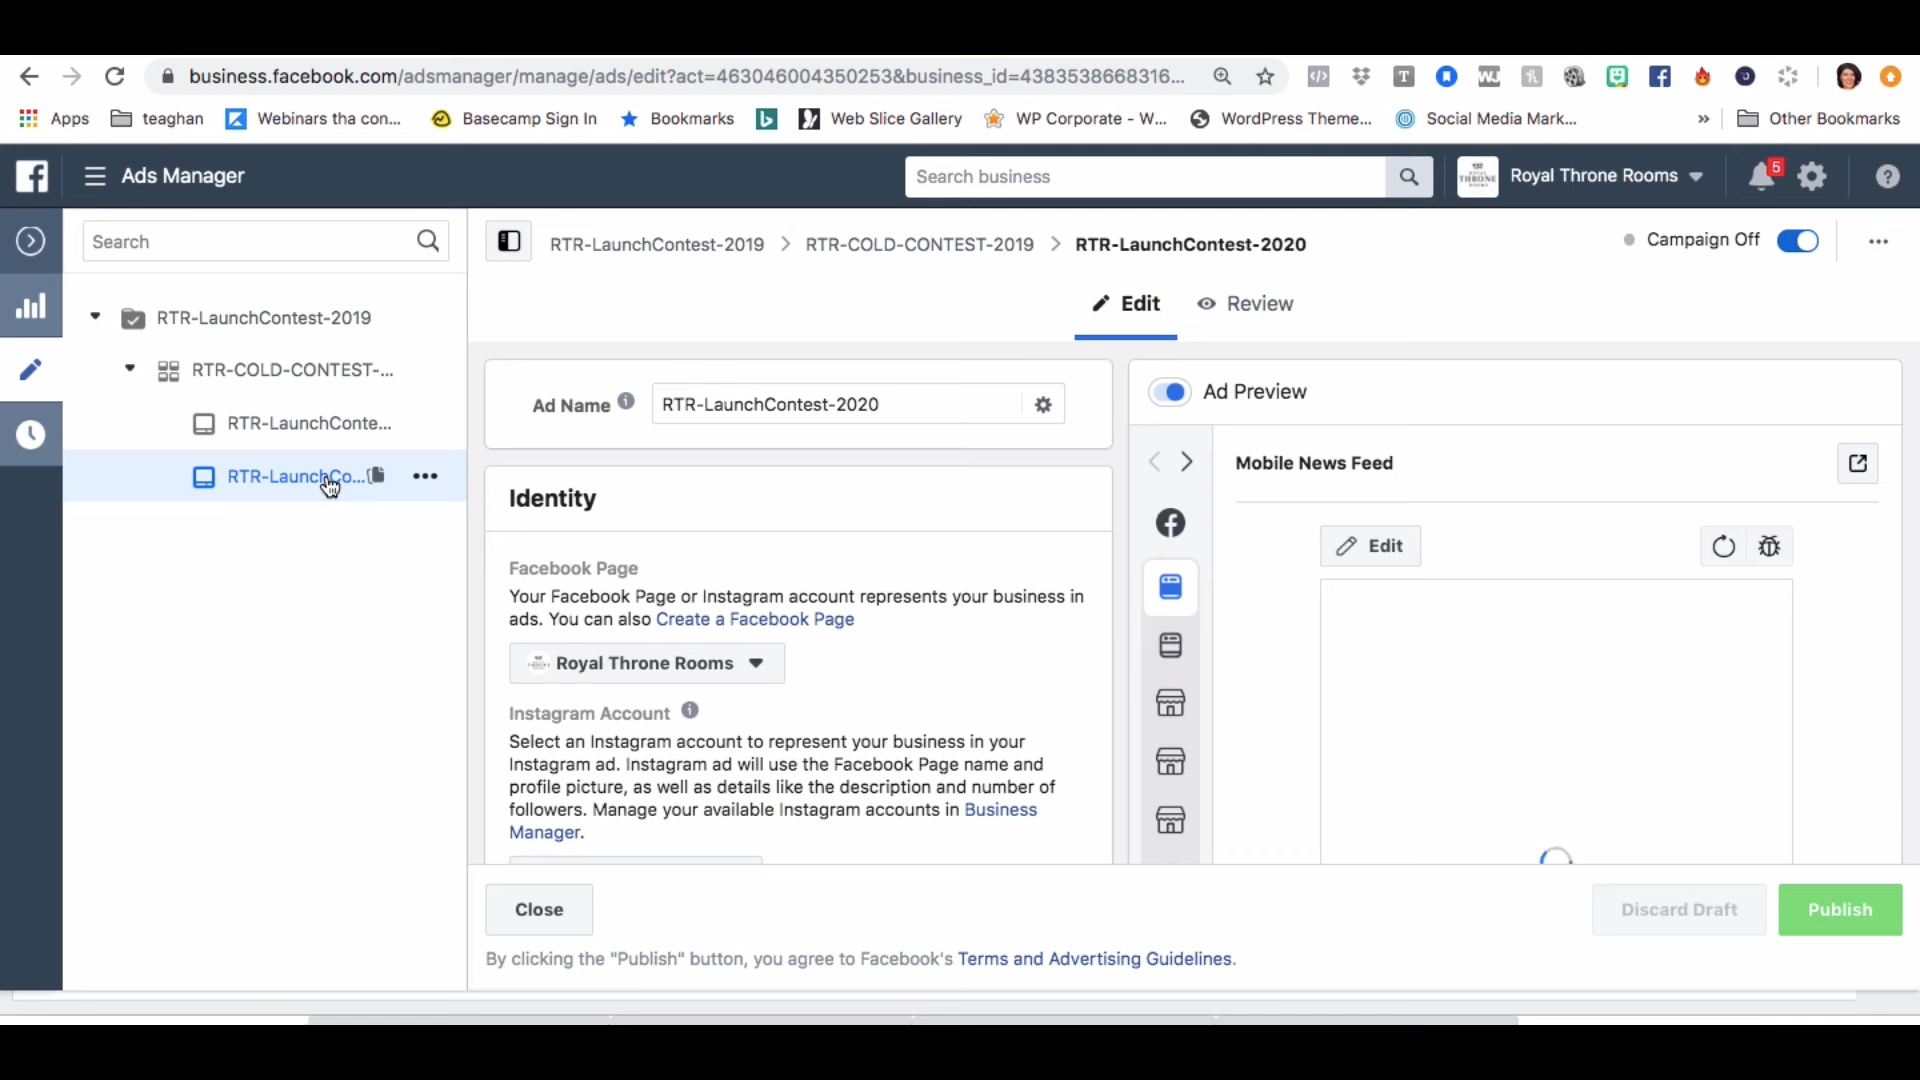 business.facebook.com/adsmanager/manage/ads/edit?act=463046004350253&business_id=4383538668316...
Apps teaghan Webinars tha con... Basecamp Sign In Bookmarks Web Slice Gallery WP Corporate - W... WordPress Theme... Social Media Mark... » Other Bookmarks
Ads Manager Search business Royal Throne Rooms 5
Search
RTR-LaunchContest-2019 RTR-COLD-CONTEST-2019 RTR-LaunchContest-2020 Campaign Off
Edit Review
RTR-LaunchContest-2019
RTR-COLD-CONTEST-...
RTR-LaunchConte...
RTR-LaunchCo...
Ad Name RTR-LaunchContest-2020
Ad Preview
Identity
Mobile News Feed
Edit
Facebook Page
Your Facebook Page or Instagram account represents your business in
ads. You can also Create a Facebook Page
Royal Throne Rooms
Instagram Account
Select an Instagram account to represent your business in your
Instagram ad. Instagram ad will use the Facebook Page name and
profile picture, as well as details like the description and number of
followers. Manage your available Instagram accounts in Business
Manager.
Close Discard Draft Publish
By clicking the "Publish" button, you agree to Facebook's Terms and Advertising Guidelines.